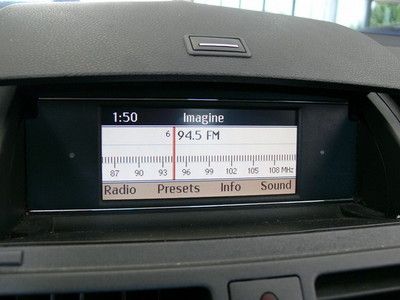 1:50 Imagine
6 94.5 FM
87 90 93 96 99 102 105 108 MHz
Radio Presets Info Sound